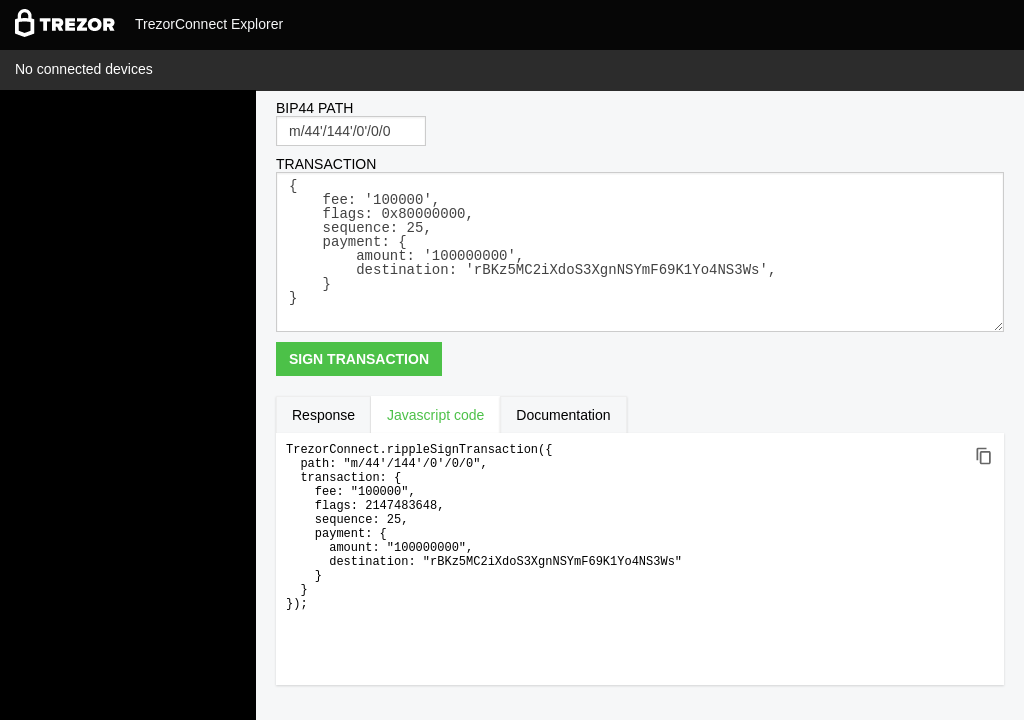 TREZOR TrezorConnect Explorer
No connected devices
BIP44 PATH
m/44'/144'/0'/0/0
TRANSACTION
{
    fee: '100000',
    flags: 0x80000000,
    sequence: 25,
    payment: {
        amount: '100000000',
        destination: 'rBKz5MC2iXdoS3XgnNSYmF69K1Yo4NS3Ws',
    }
}
SIGN TRANSACTION
Response Javascript code Documentation
TrezorConnect.rippleSignTransaction({
  path: "m/44'/144'/0'/0/0",
  transaction: {
    fee: "100000",
    flags: 2147483648,
    sequence: 25,
    payment: {
      amount: "100000000",
      destination: "rBKz5MC2iXdoS3XgnNSYmF69K1Yo4NS3Ws"
    }
  }
});